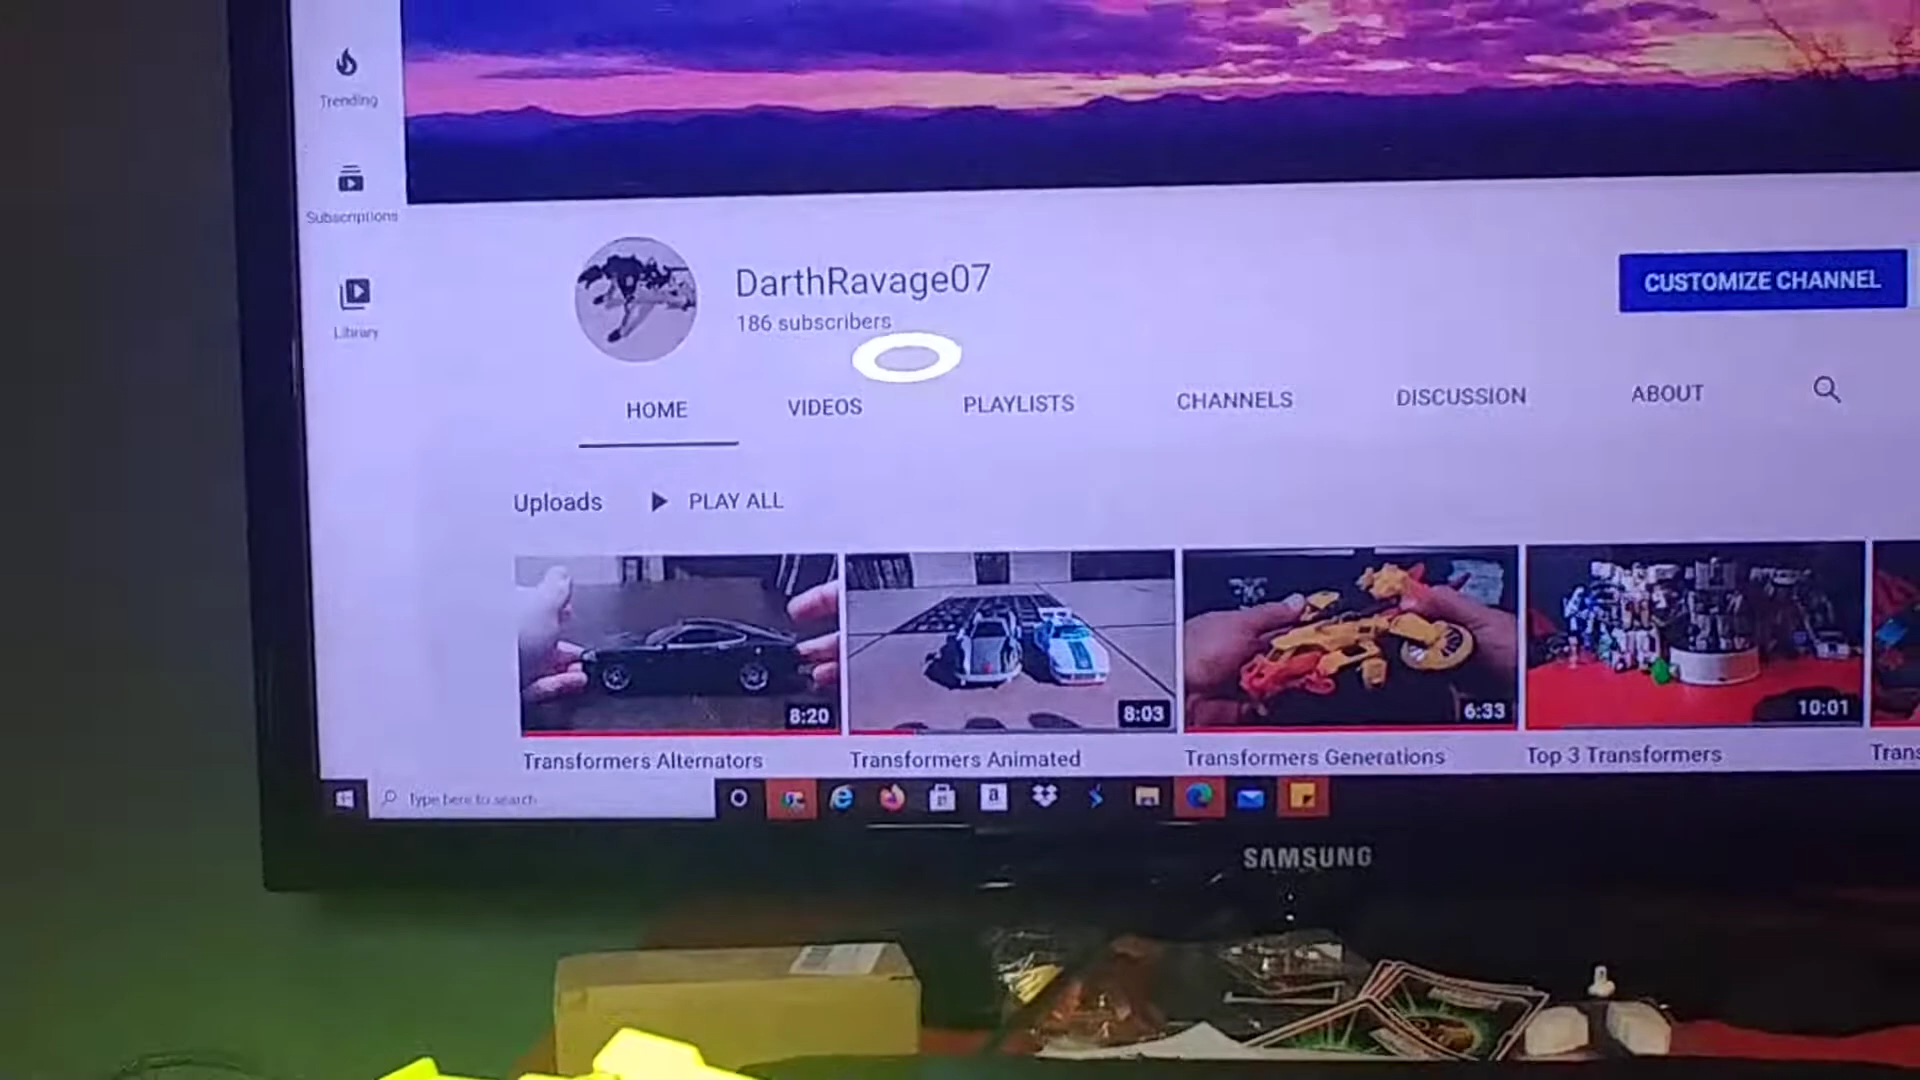 Trending
Subscriptions
Library
DarthRavage07
186 subscribers
CUSTOMIZE CHANNEL
HOME VIDEOS PLAYLISTS CHANNELS DISCUSSION ABOUT
Uploads PLAY ALL
8:20 8:03 6:33 10:01
Transformers Alternators Transformers Animated Transformers Generations Top 3 Transformers Trans
Type here to search
SAMSUNG